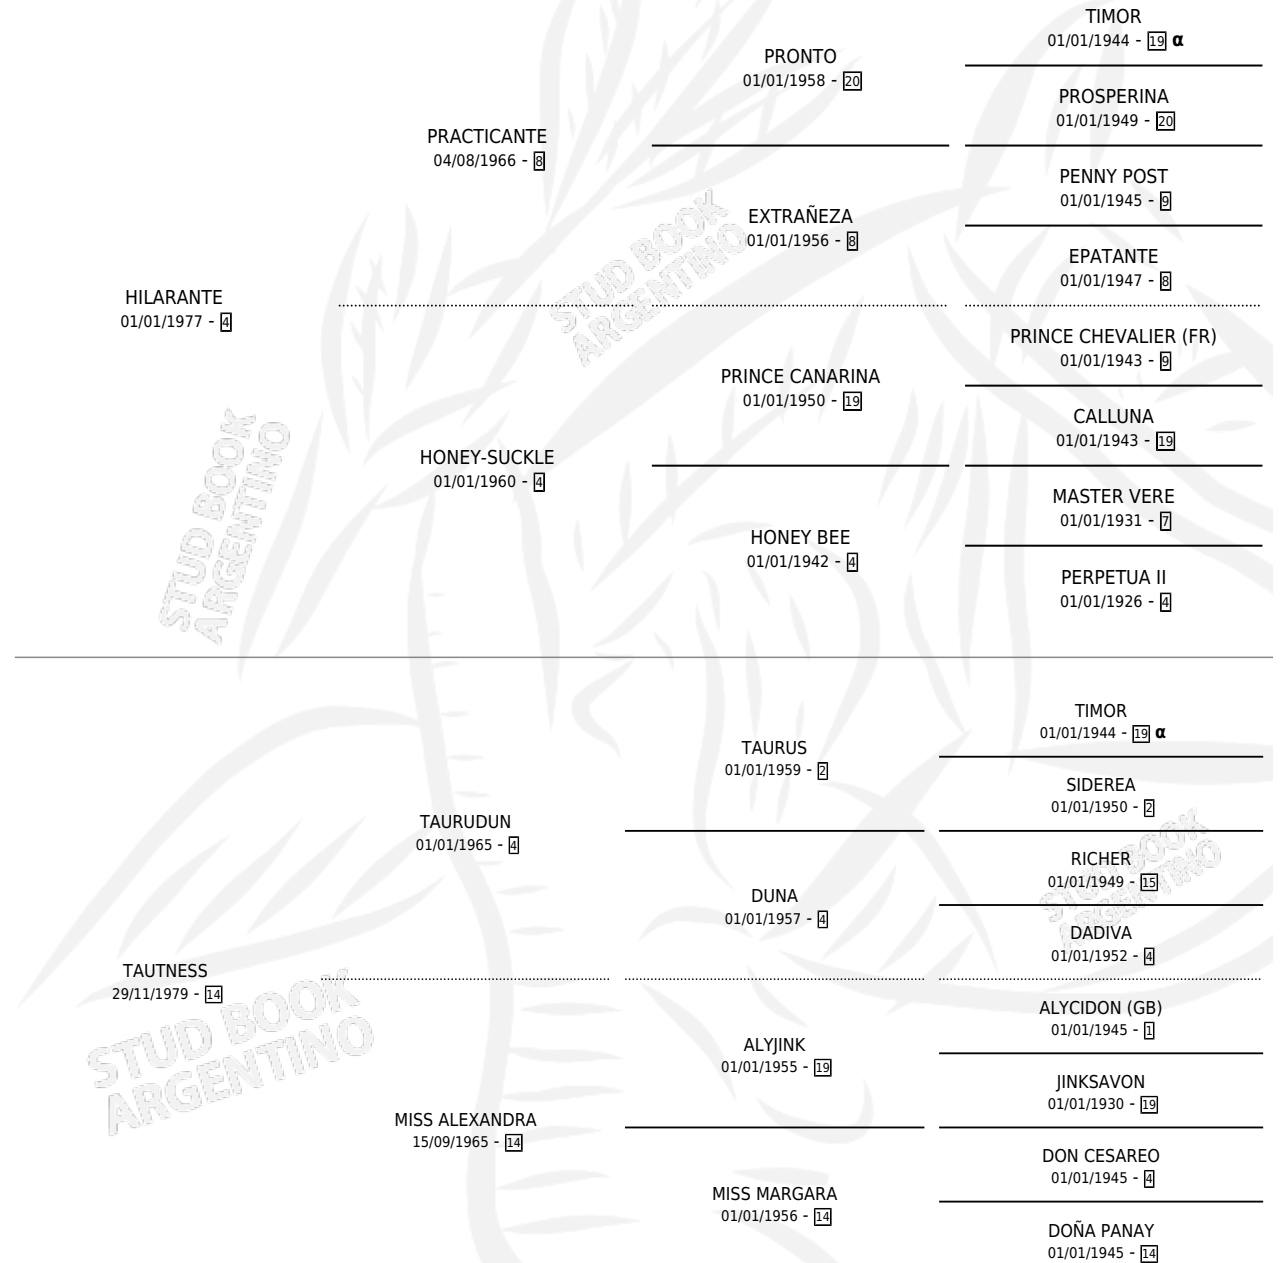 TIMOR
01/01/1944 - 19 α
PRONTO
01/01/1958 - 20
PROSPERINA
01/01/1949 - 20
PRACTICANTE
04/08/1966 - 8
PENNY POST
01/01/1945 - 9
EXTRAÑEZA
01/01/1956 - 8
EPATANTE
01/01/1947 - 8
HILARANTE
01/01/1977 - 4
PRINCE CHEVALIER (FR)
01/01/1943 - 9
PRINCE CANARINA
01/01/1950 - 19
CALLUNA
01/01/1943 - 19
HONEY-SUCKLE
01/01/1960 - 4
MASTER VERE
01/01/1931 - 7
HONEY BEE
01/01/1942 - 4
PERPETUA II
01/01/1926 - 4
STUD BOOK
ARGENTINO
STUD BOOK
ARGENTINO
TIMOR
01/01/1944 - 19 α
TAURUS
01/01/1959 - 2
SIDEREA
01/01/1950 - 2
TAURUDUN
01/01/1965 - 4
RICHER
01/01/1949 - 15
DUNA
01/01/1957 - 4
DADIVA
01/01/1952 - 4
TAUTNESS
29/11/1979 - 14
ALYCIDON (GB)
01/01/1945 - 1
ALYJINK
01/01/1955 - 19
JINKSAVON
01/01/1930 - 19
MISS ALEXANDRA
15/09/1965 - 14
DON CESAREO
01/01/1945 - 4
MISS MARGARA
01/01/1956 - 14
DOÑA PANAY
01/01/1945 - 14
STUD BOOK
ARGENTINO
STUD BOOK
ARGENTINO